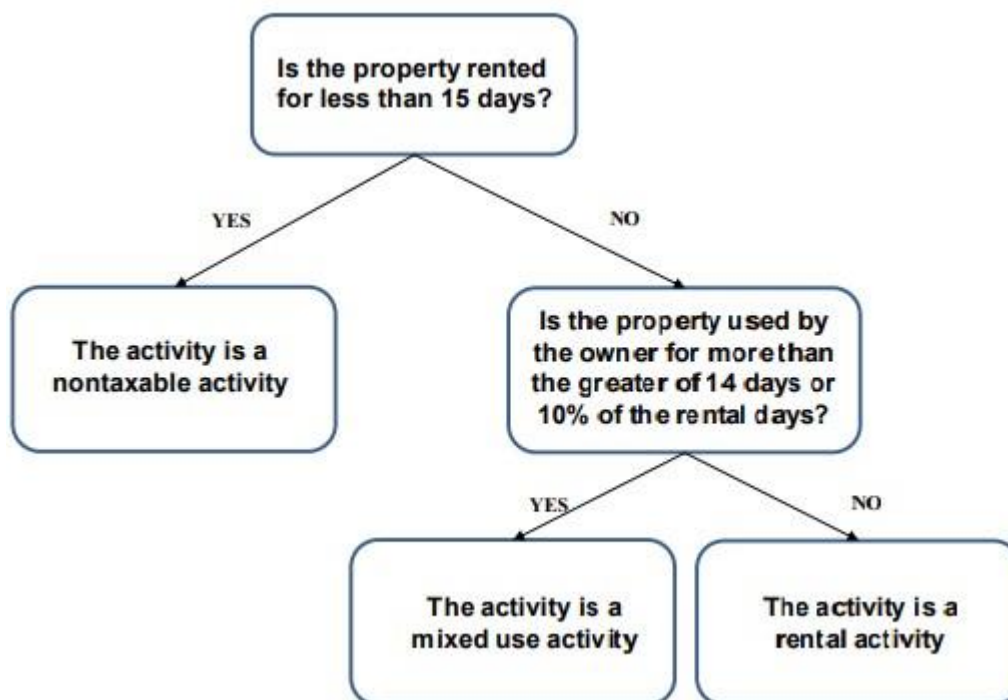 Is the property rented
for less than 15 days?
YES
NO
The activity is a
nontaxable activity
Is the property used by
the owner for more than
the greater of 14 days or
10% of the rental days?
YES
NO
The activity is a
mixed use activity
The activity is a
rental activity